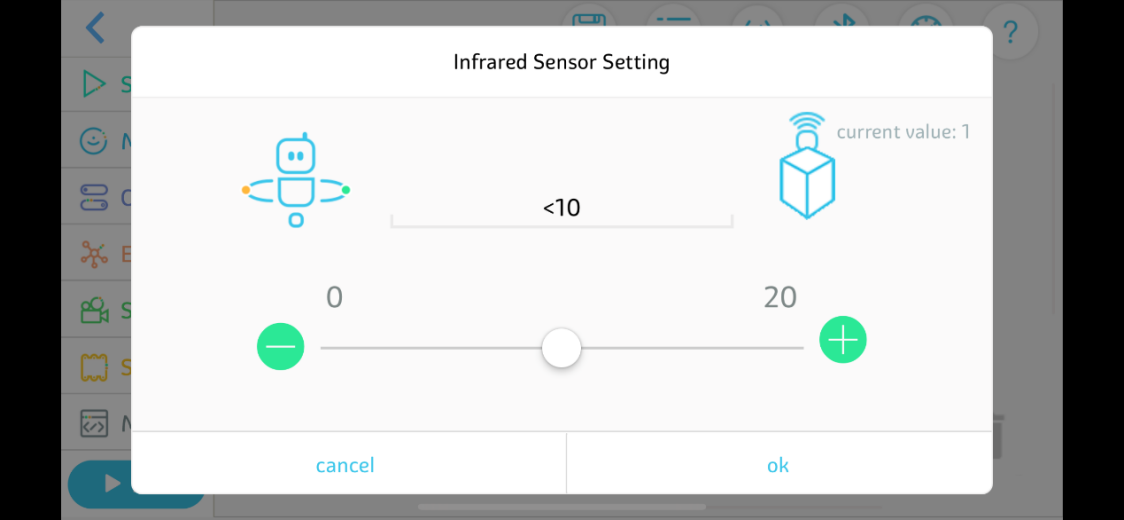 Infrared Sensor Setting
current value: 1
<10
0
20
cancel
ok
?
S
E
S
S